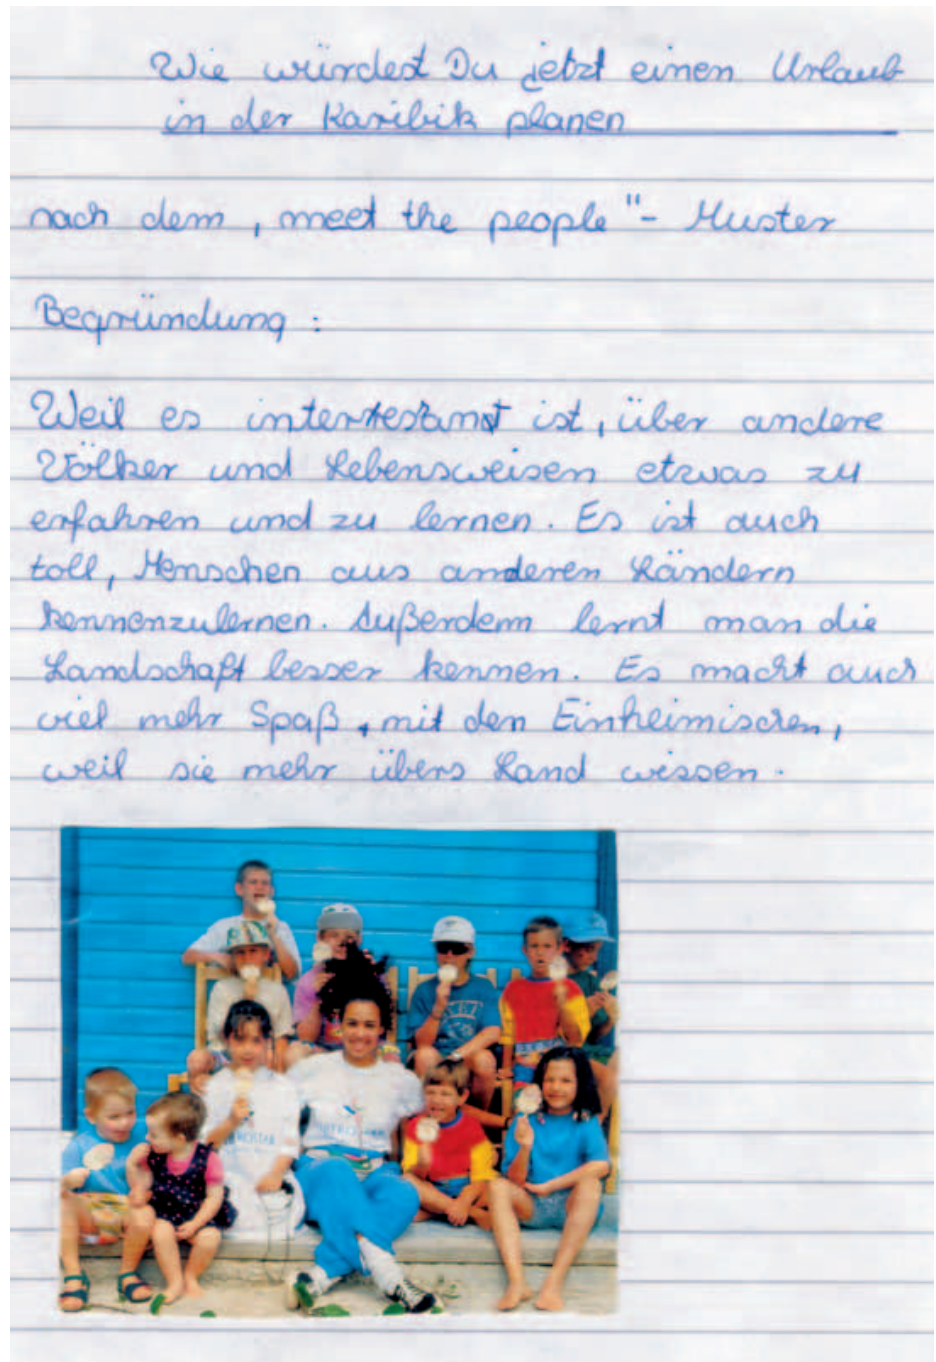 Wie würdest Du jetzt einen Urlaub
in der Karibik planen
nach dem „meet the people"- Muster
Begründung :
Weil es interressant ist, über andere
Völker und Lebensweisen etwas zu
erfahren und zu lernen. Es ist auch
toll, Menschen aus anderen Ländern
kennenzulernen. Außerdem lernt man die
Landschaft besser kennen. Es macht auch
viel mehr Spaß, mit den Einheimischen,
weil sie mehr übers Land wissen.